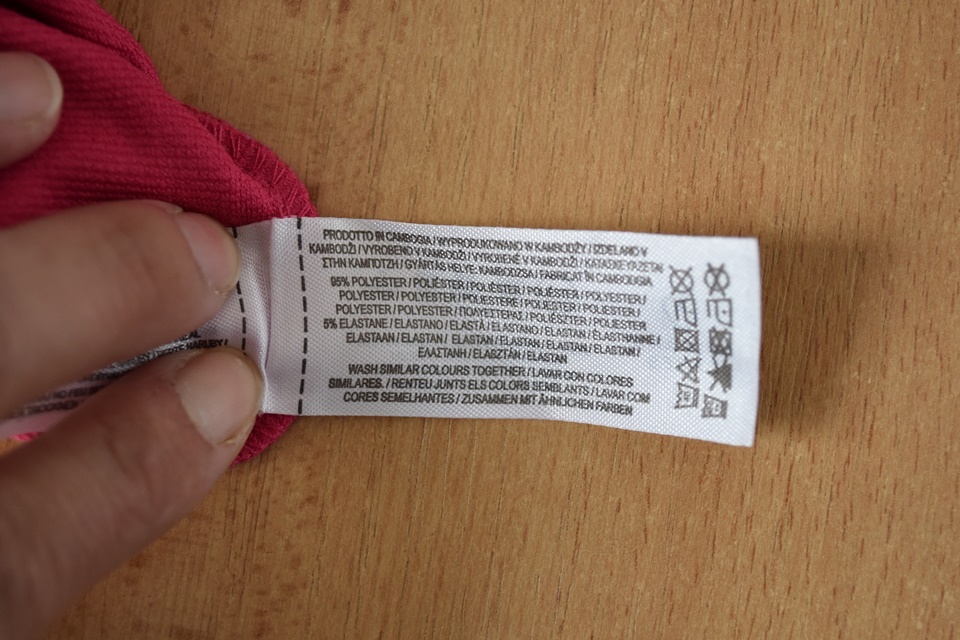 PRODOTTO IN CAMBOGIA / WYPRODUKOWANO W KAMBODŻY / IZDELANO V
KAMBODŽI / VYROBENO V KAMBODŽI / VYROBENÉ V KAMBODŽI / ΚΑΤΑΣΚΕΥΑΖΕΤΑΙ
ΣΤΗΝ ΚΑΜΠΟΤΖΗ / GYÁRTÁS HELYE: KAMBODZSA / FABRICAT ÎN CAMBODGIA
95% POLYESTER / POLIÉSTER / POLIÈSTER / POLIÉSTER / POLYESTER /
POLYESTER / POLYESTER / POLIESTERE / POLIESTER / POLIESTER /
POLYESTER / POLYESTER / ΠΟΛΥΕΣΤΕΡΑΣ / POLIÉSZTER / POLIESTER
5% ELASTANE / ELASTANO / ELASTÀ / ELASTANO / ELASTAN / ÉLASTHANNE /
ELASTAAN / ELASTAN / ELASTAN / ELASTAN / ELASTAN / ELASTAN /
ΕΛΑΣΤΑΝΗ / ELASZTÁN / ELASTAN
WASH SIMILAR COLOURS TOGETHER / LAVAR CON COLORES
SIMILARES. / RENTEU JUNTS ELS COLORS SEMBLANTS / LAVAR COM
CORES SEMELHANTES / ZUSAMMEN MIT ÄHNLICHEN FARBEN